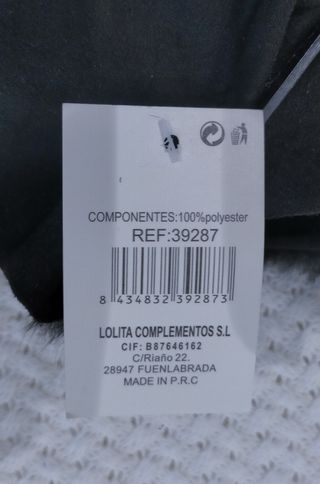 COMPONENTES:100%polyester
REF:39287
8 434832 392873
LOLITA COMPLEMENTOS S.L
CIF: B87646162
C/Riaño 22.
28947 FUENLABRADA
MADE IN P.R.C